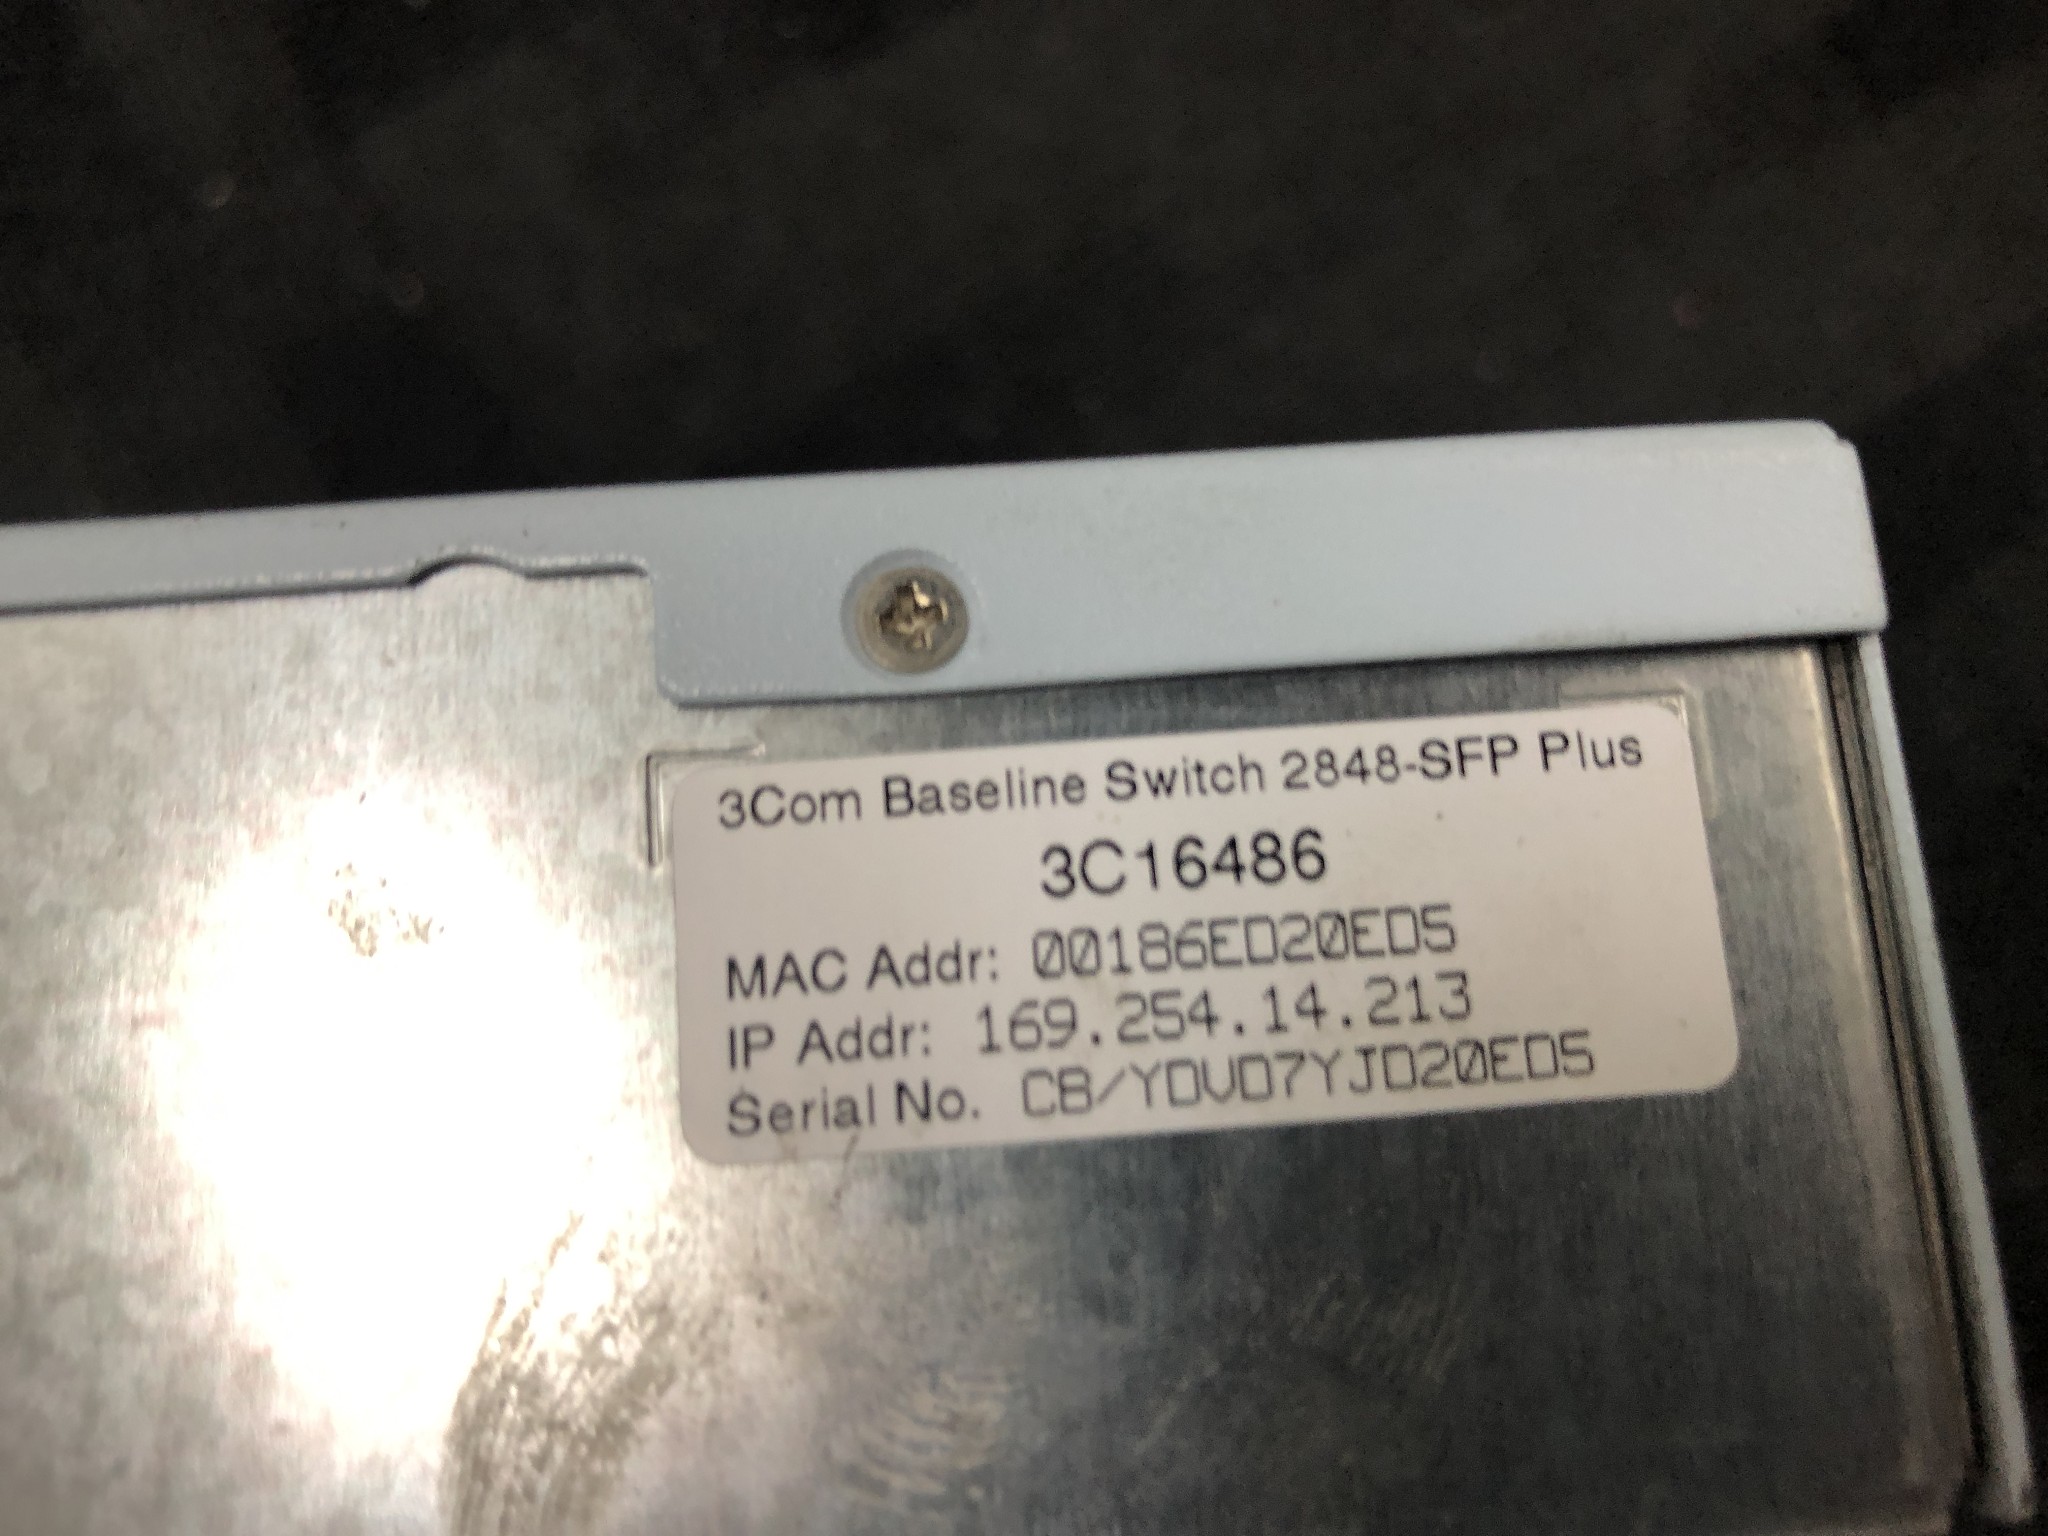 3Com Baseline Switch 2848-SFP Plus
3C16486
MAC Addr: 00186ED20ED5
IP Addr: 169.254.14.213
Serial No. CB/YDVD7YJD20ED5